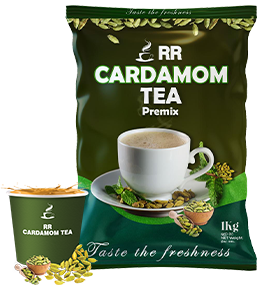 Taste the freshness
RR
CARDAMOM
TEA
Premix
1Kg
Taste the freshness
RR
CARDAMOM TEA